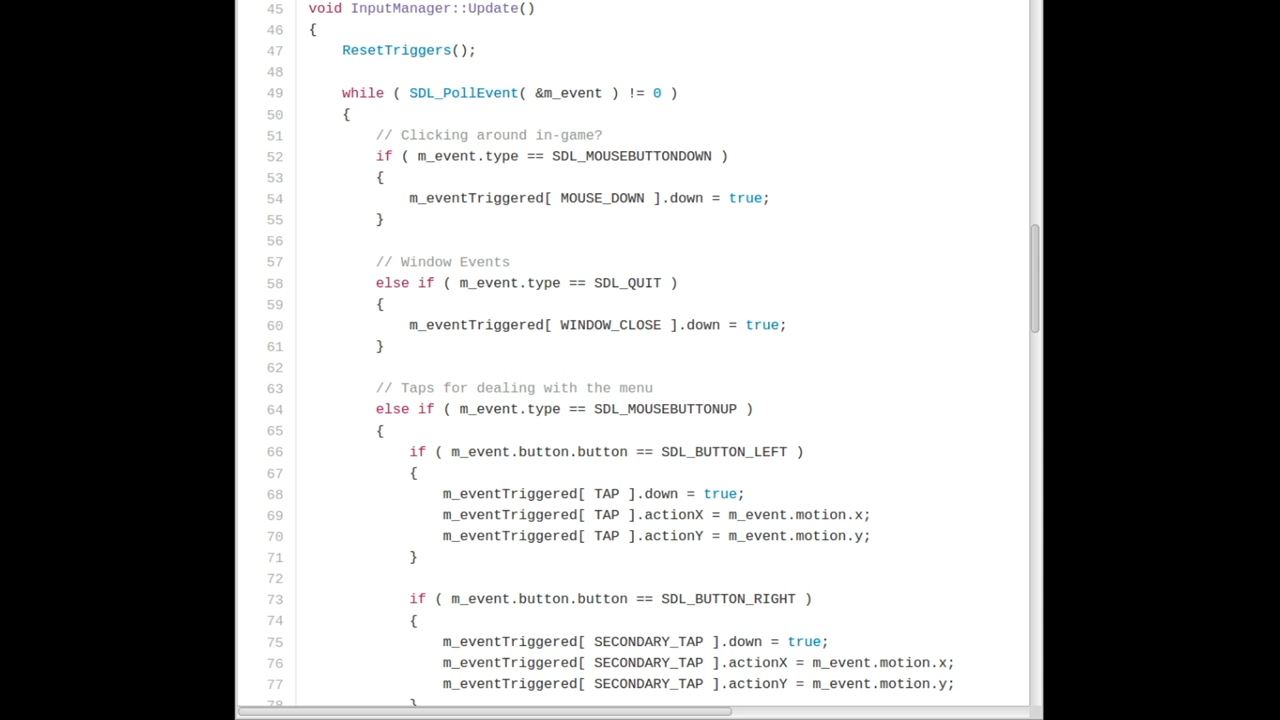 45 void InputManager::Update()
46 {
47     ResetTriggers();
48
49     while ( SDL_PollEvent( &m_event ) != 0 )
50     {
51         // Clicking around in-game?
52         if ( m_event.type == SDL_MOUSEBUTTONDOWN )
53         {
54             m_eventTriggered[ MOUSE_DOWN ].down = true;
55         }
56
57         // Window Events
58         else if ( m_event.type == SDL_QUIT )
59         {
60             m_eventTriggered[ WINDOW_CLOSE ].down = true;
61         }
62
63         // Taps for dealing with the menu
64         else if ( m_event.type == SDL_MOUSEBUTTONUP )
65         {
66             if ( m_event.button.button == SDL_BUTTON_LEFT )
67             {
68                 m_eventTriggered[ TAP ].down = true;
69                 m_eventTriggered[ TAP ].actionX = m_event.motion.x;
70                 m_eventTriggered[ TAP ].actionY = m_event.motion.y;
71             }
72
73             if ( m_event.button.button == SDL_BUTTON_RIGHT )
74             {
75                 m_eventTriggered[ SECONDARY_TAP ].down = true;
76                 m_eventTriggered[ SECONDARY_TAP ].actionX = m_event.motion.x;
77                 m_eventTriggered[ SECONDARY_TAP ].actionY = m_event.motion.y;
78             }